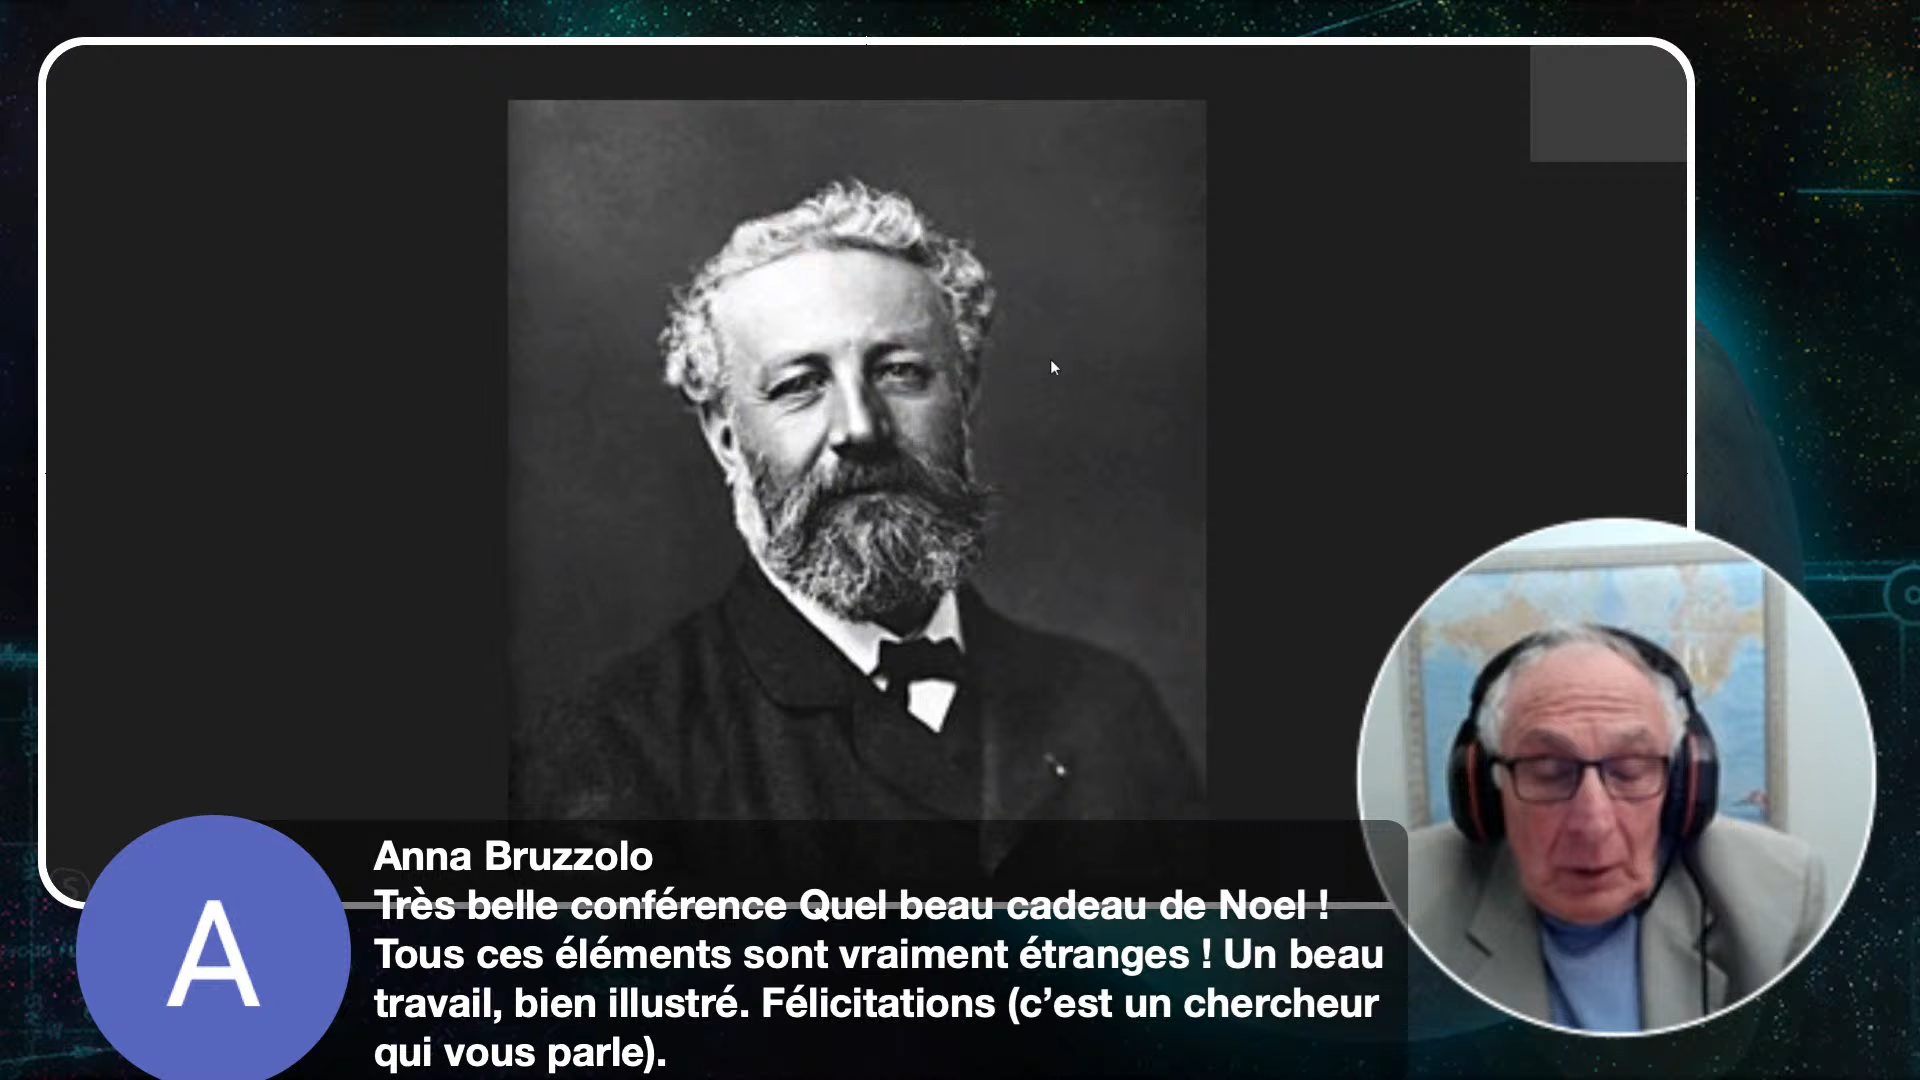 Anna Bruzzolo
Très belle conférence Quel beau cadeau de Noel !
Tous ces éléments sont vraiment étranges ! Un beau
travail, bien illustré. Félicitations (c’est un chercheur
qui vous parle).
A